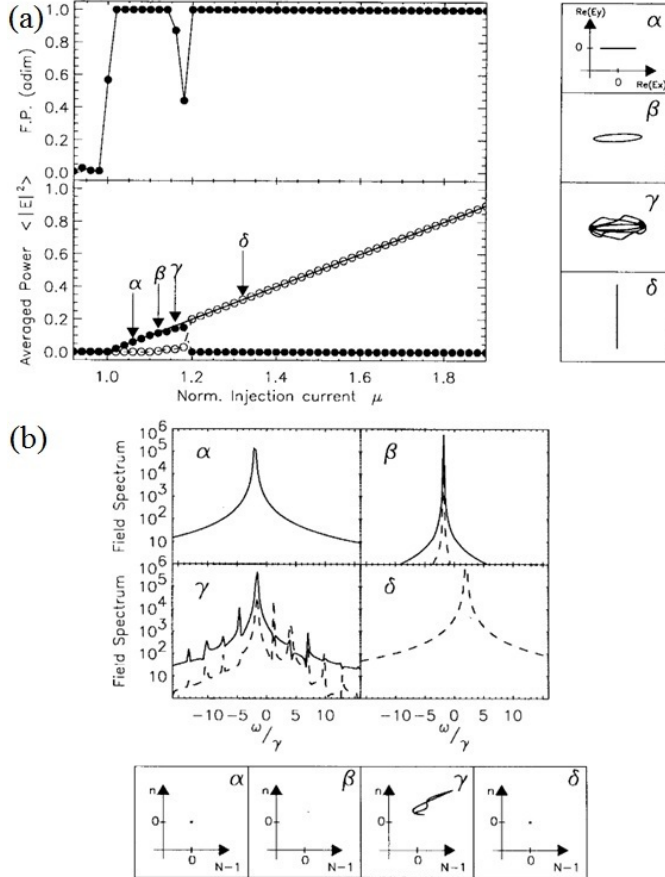 (a)
F.P. (adim)
1.0
0.8
0.6
0.4
0.2
0.0
Averaged Power < |E|² >
1.0
0.8
0.6
0.4
0.2
0.0
α
β
γ
δ
1.0 1.2 1.4 1.6 1.8
Norm. Injection current μ
Re(Ey)
0
0
Re(Ex)
α
β
γ
δ
(b)
Field Spectrum
10⁶
10⁵
10⁴
10³
10²
10
α
β
Field Spectrum
6
10⁵
10⁴
10³
10²
10
γ
δ
6
-10 -5 0 5 10
-10 -5 0 5 10
ω/γ
ω/γ
n
0
0
N-1
α
n
0
0
N-1
β
n
0
0
N-1
γ
n
0
0
N-1
δ